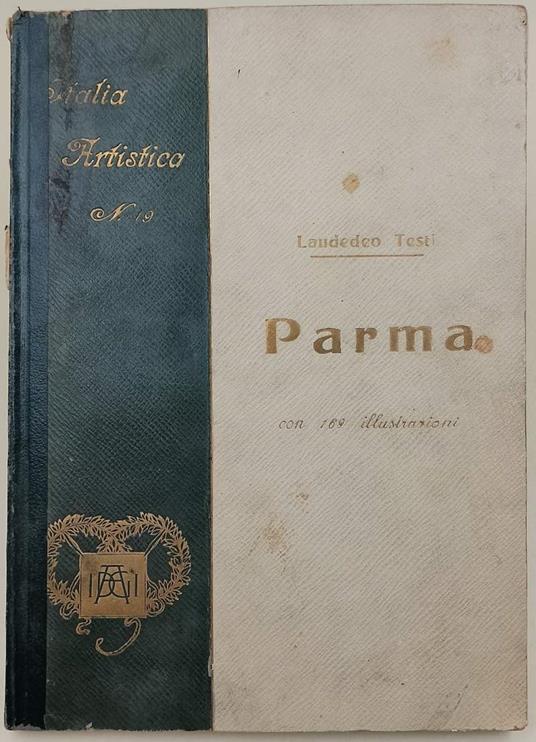 Italia
Artistica
N. 19
Laudedeo Testi
Parma
con 169 illustrazioni